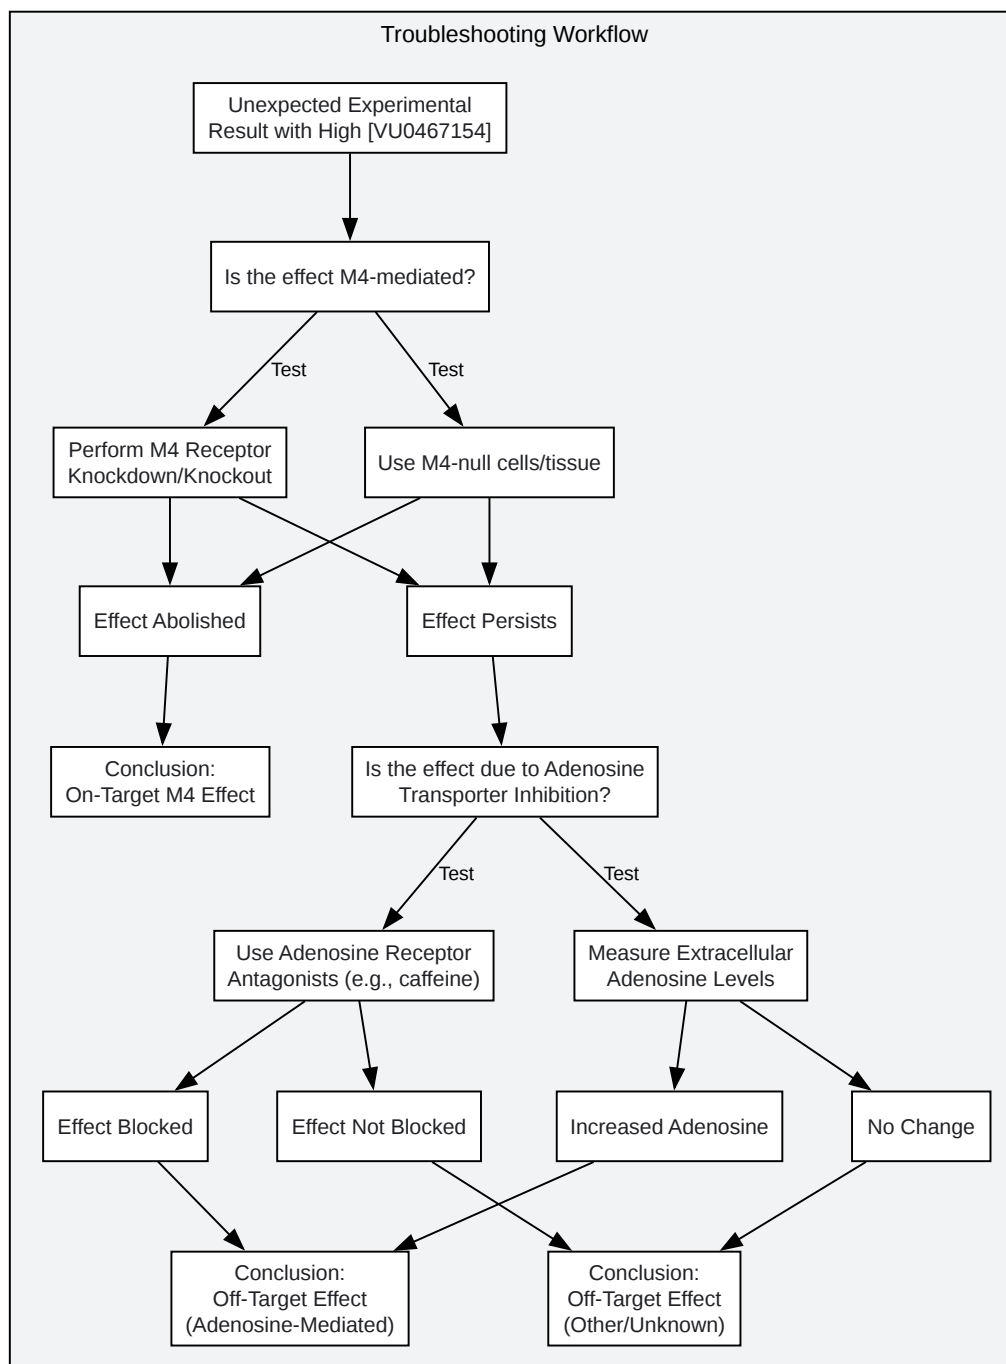 Troubleshooting Workflow
Unexpected Experimental
Result with High [VU0467154]
Is the effect M4-mediated?
Test
Test
Perform M4 Receptor
Knockdown/Knockout
Use M4-null cells/tissue
Effect Abolished
Effect Persists
Conclusion:
On-Target M4 Effect
Is the effect due to Adenosine
Transporter Inhibition?
Test
Test
Use Adenosine Receptor
Antagonists (e.g., caffeine)
Measure Extracellular
Adenosine Levels
Effect Blocked
Effect Not Blocked
Increased Adenosine
No Change
Conclusion:
Off-Target Effect
(Adenosine-Mediated)
Conclusion:
Off-Target Effect
(Other/Unknown)